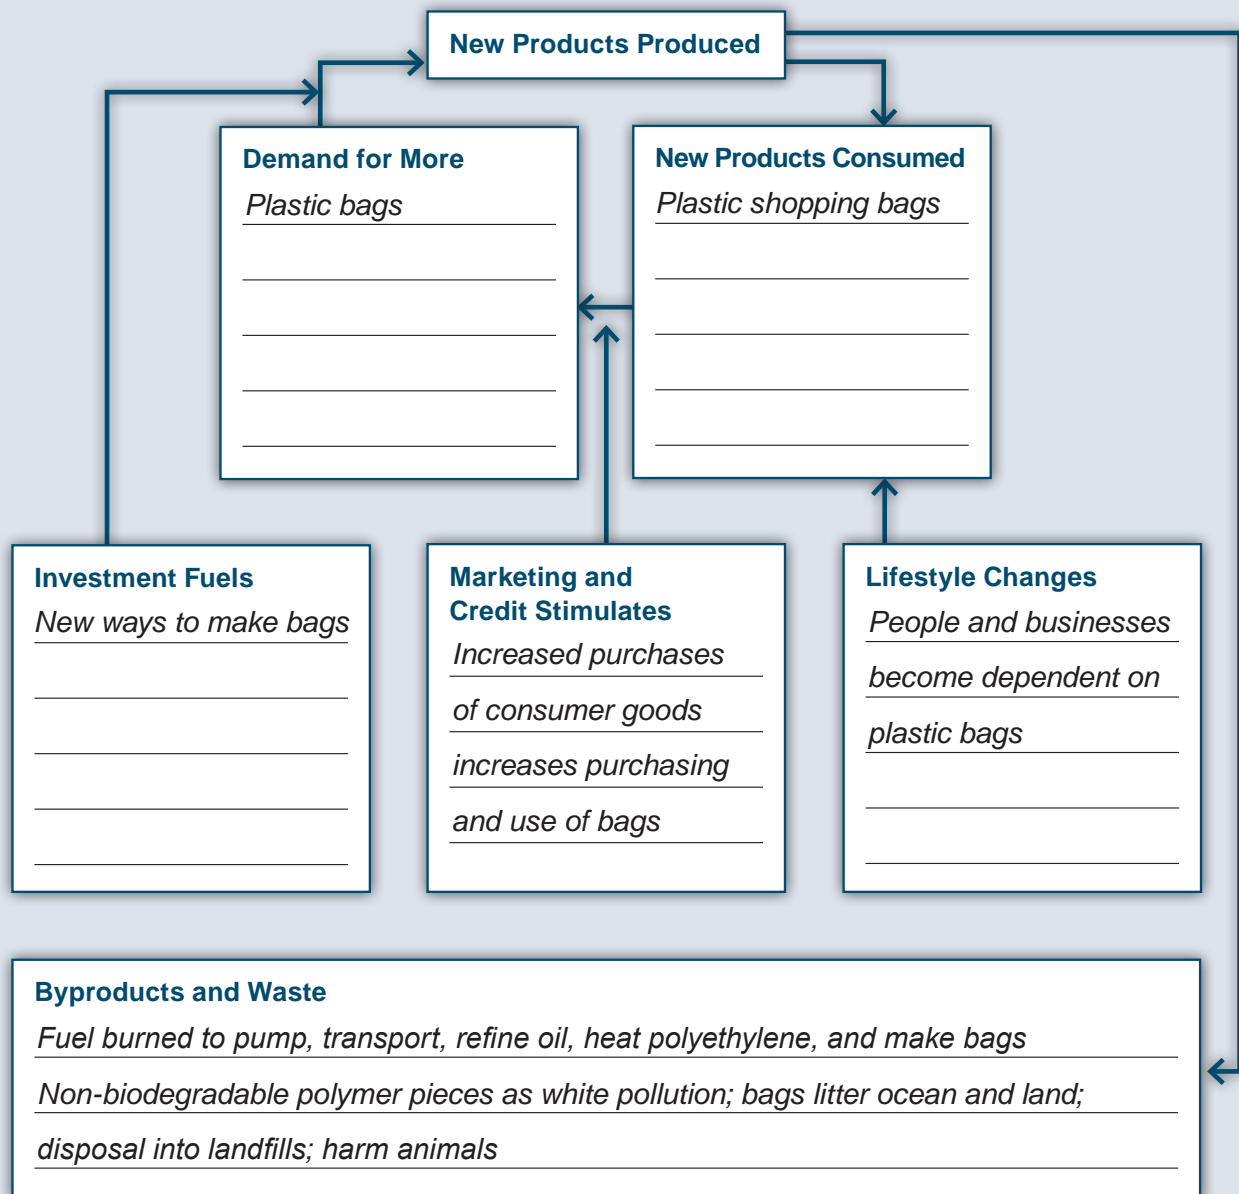 New Products Produced
Demand for More
Plastic bags
New Products Consumed
Plastic shopping bags
Investment Fuels
New ways to make bags
Marketing and
Credit Stimulates
Increased purchases
of consumer goods
increases purchasing
and use of bags
Lifestyle Changes
People and businesses
become dependent on
plastic bags
Byproducts and Waste
Fuel burned to pump, transport, refine oil, heat polyethylene, and make bags
Non-biodegradable polymer pieces as white pollution; bags litter ocean and land;
disposal into landfills; harm animals